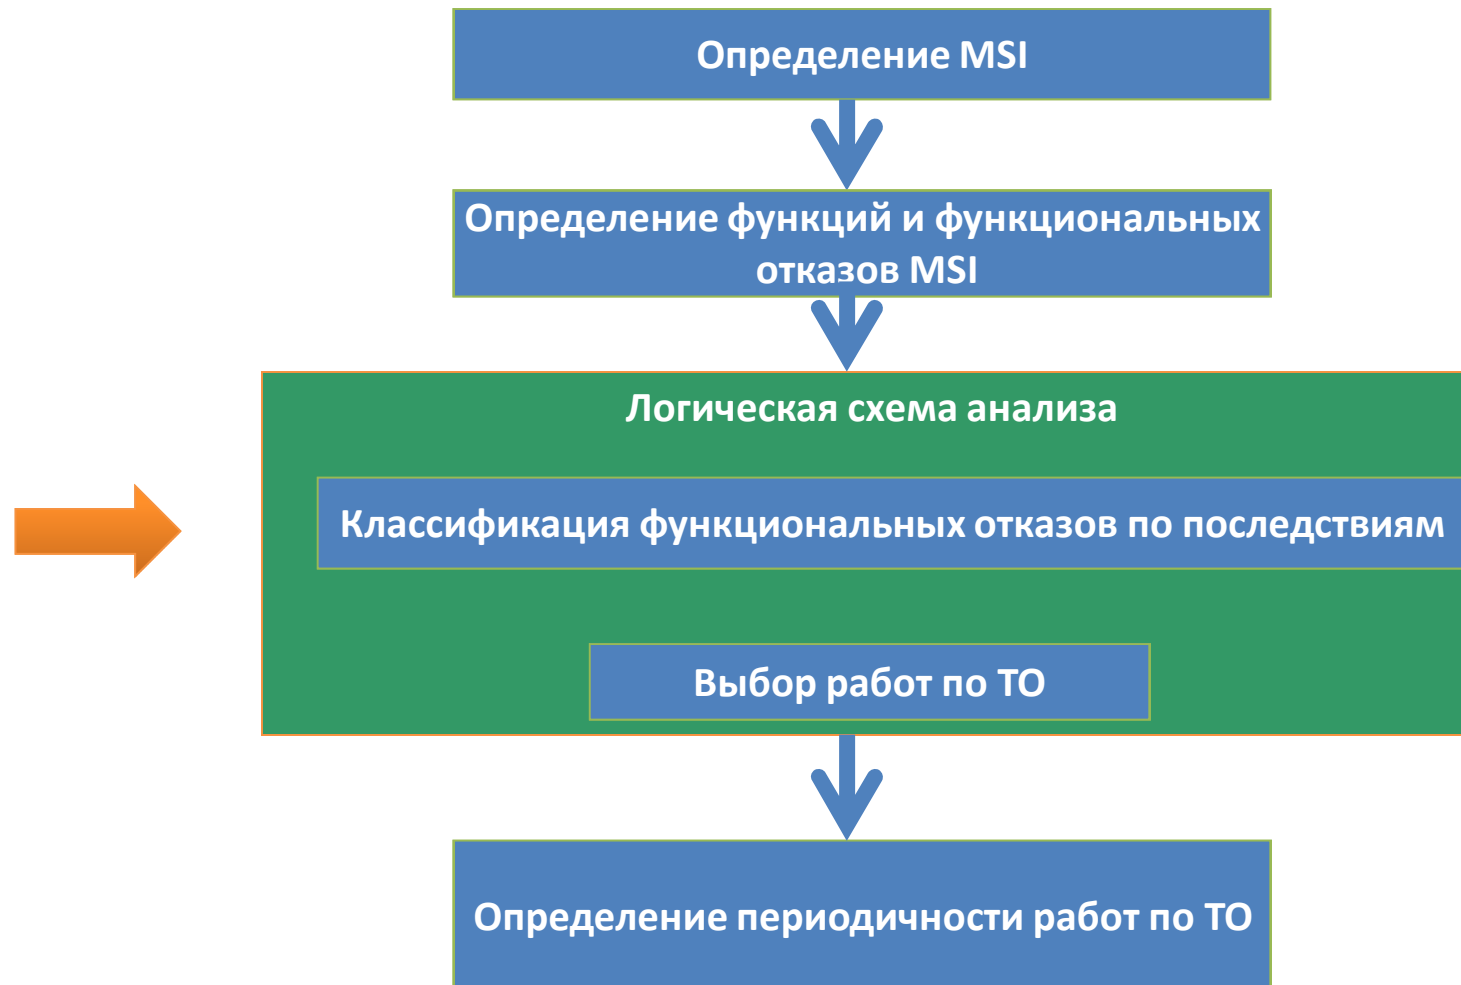 Определение MSI
Определение функций и функциональных
отказов MSI
Логическая схема анализа
Классификация функциональных отказов по последствиям
Выбор работ по ТО
Определение периодичности работ по ТО